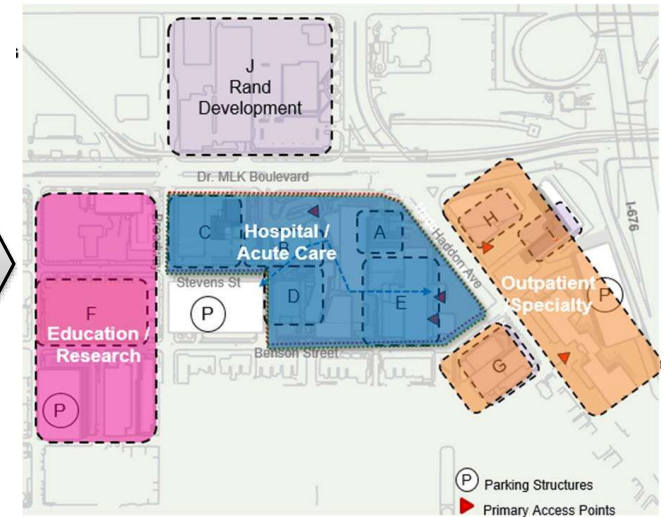 J
Rand
Development
Dr. MLK Boulevard
I-676
Haddon Ave
H
C
Hospital /
Acute Care
B
A
Stevens St
P
D
E
Outpatient
Specialty
P
F
Education /
Research
Benson Street
G
P
P Parking Structures
Primary Access Points